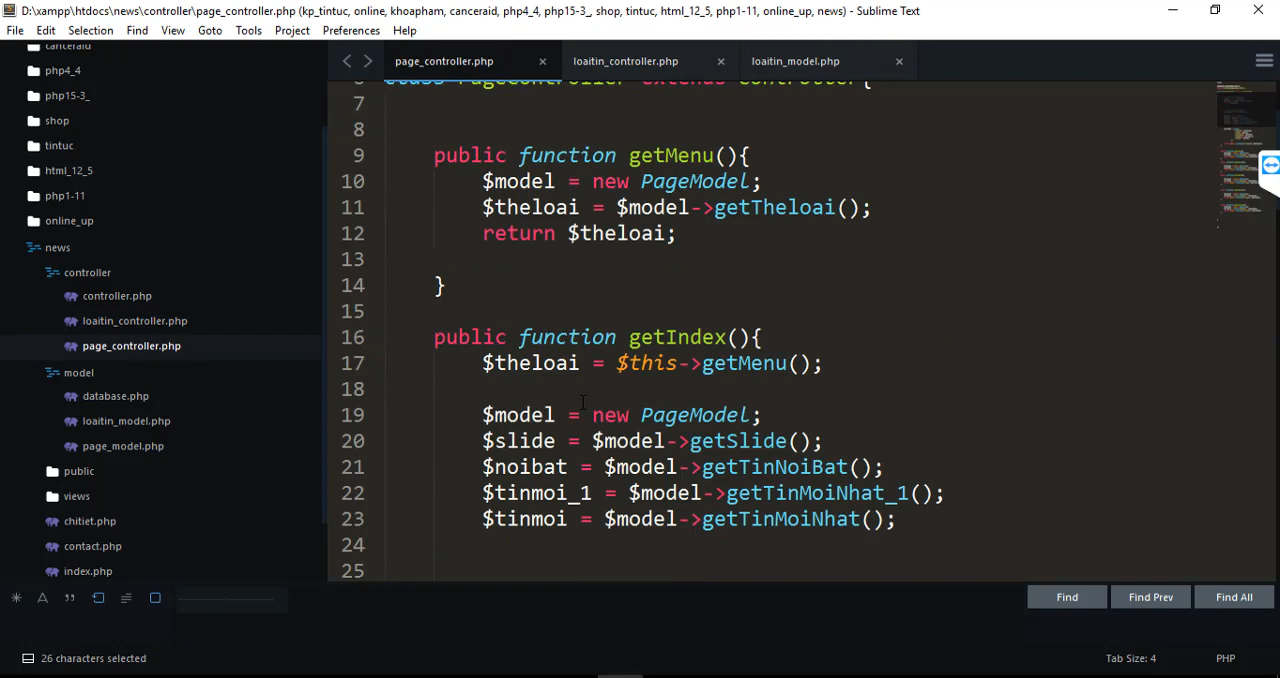 D:\xampp\htdocs\news\controller\page_controller.php (kp_tintuc, online, khoapham, canceraid, php4_4, php15-3_, shop, tintuc, html_12_5, php1-11, online_up, news) - Sublime Text
File Edit Selection Find View Goto Tools Project Preferences Help
canceraid
php4_4
php15-3_
shop
tintuc
html_12_5
php1-11
online_up
news
controller
controller.php
loaitin_controller.php
page_controller.php
model
database.php
loaitin_model.php
page_model.php
public
views
chitiet.php
contact.php
index.php
page_controller.php × loaitin_controller.php × loaitin_model.php ×
class PageController extends Controller{
7
8
9 public function getMenu(){
10 $model = new PageModel;
11 $theloai = $model->getTheloai();
12 return $theloai;
13
14 }
15
16 public function getIndex(){
17 $theloai = $this->getMenu();
18
19 $model = new PageModel;
20 $slide = $model->getSlide();
21 $noibat = $model->getTinNoiBat();
22 $tinmoi_1 = $model->getTinMoiNhat_1();
23 $tinmoi = $model->getTinMoiNhat();
24
25
Find Find Prev Find All
26 characters selected Tab Size: 4 PHP